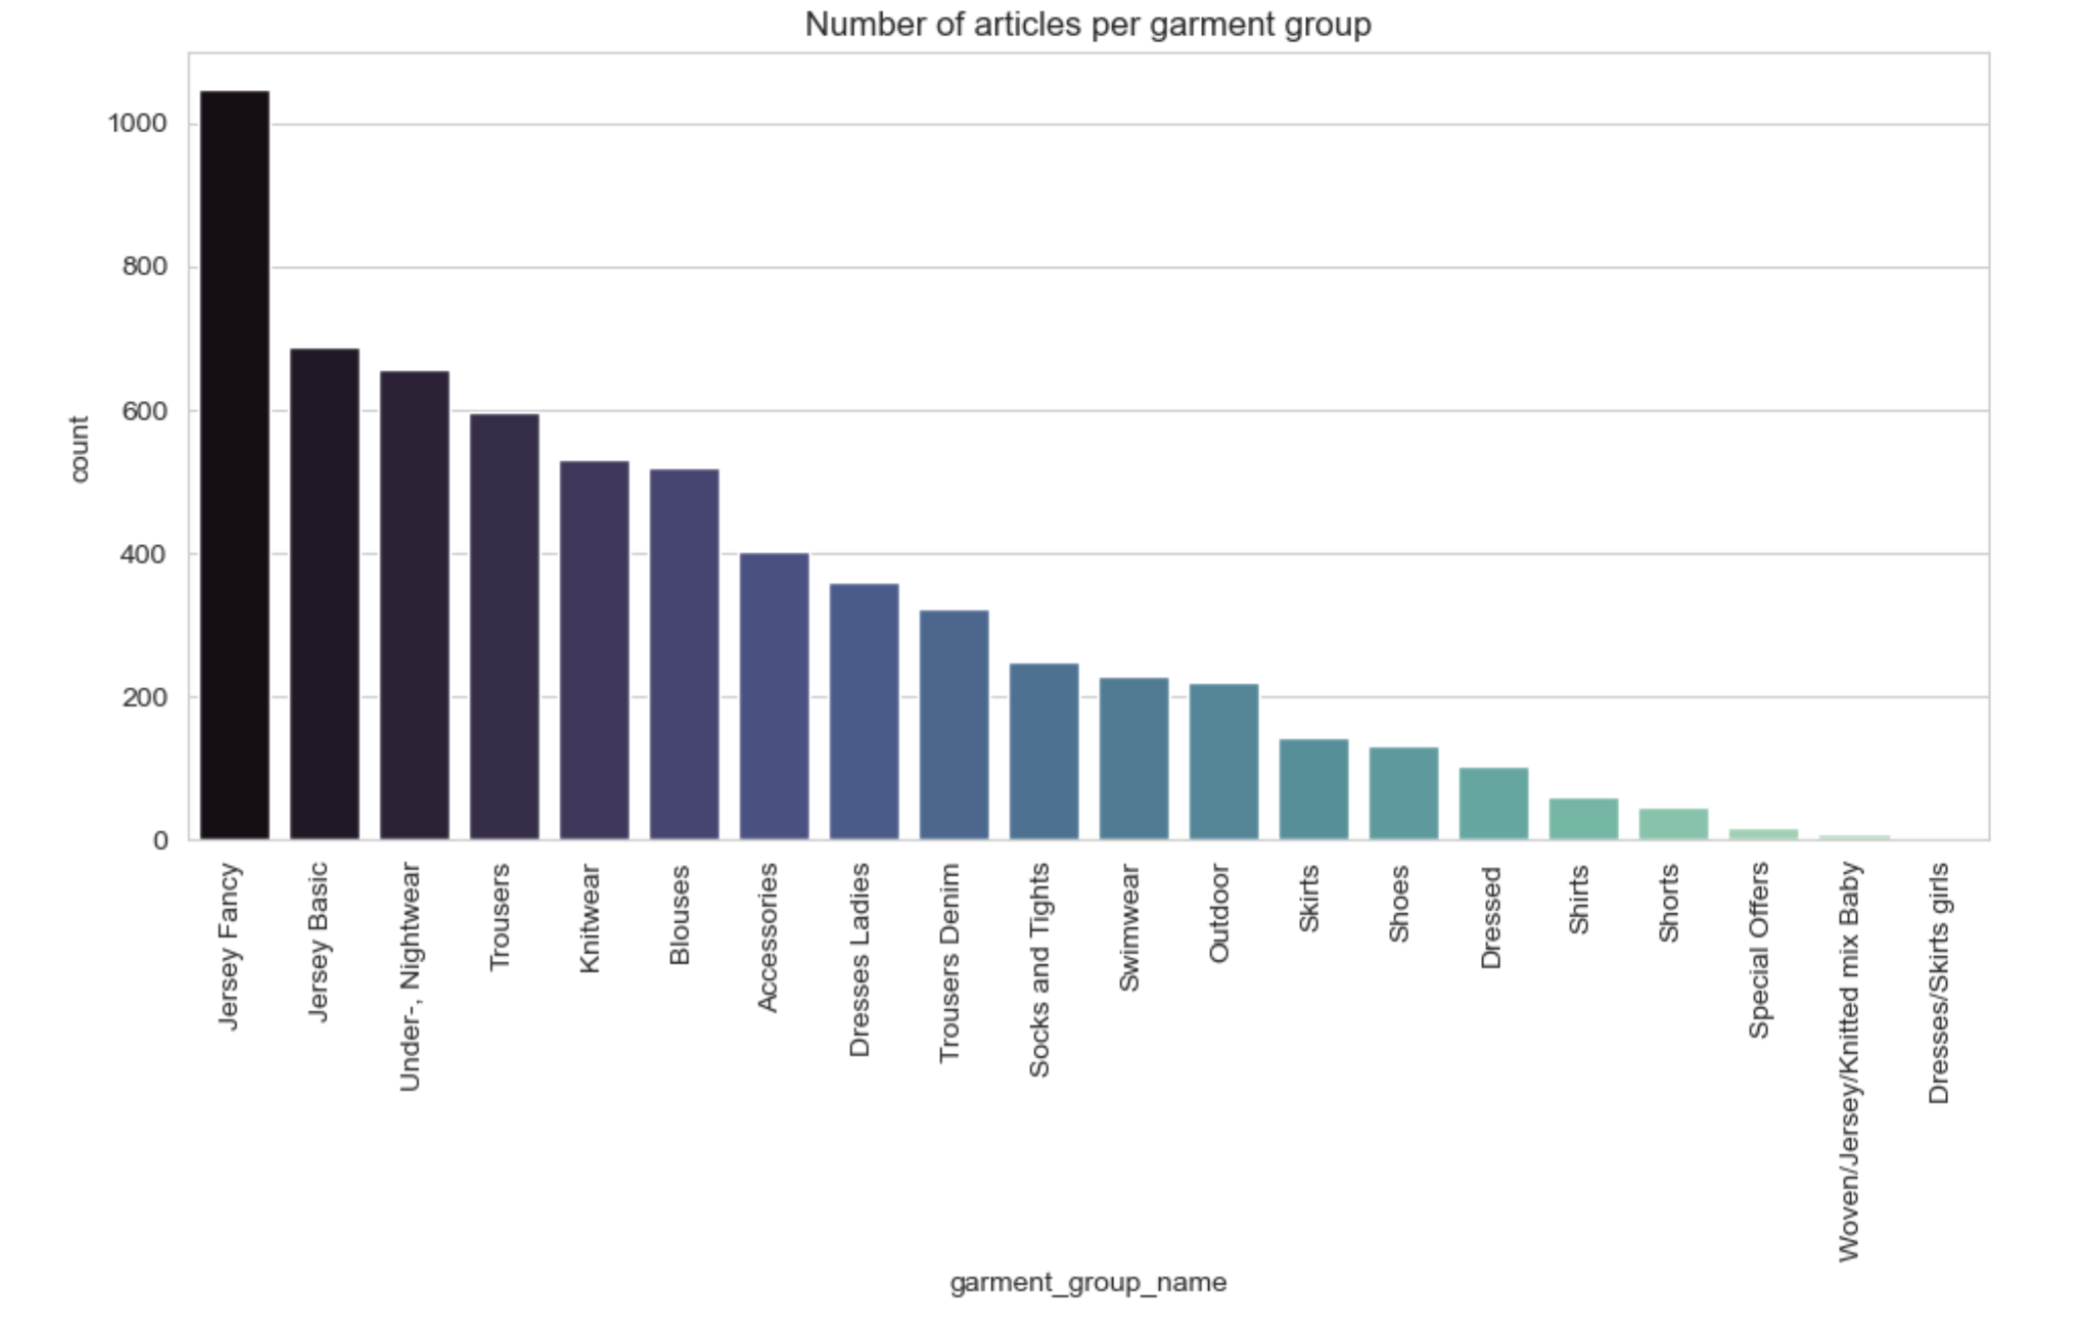 Number of articles per garment group
1000
800
600
400
200
0
count
Jersey Fancy
Jersey Basic
Under-, Nightwear
Trousers
Knitwear
Blouses
Accessories
Dresses Ladies
Trousers Denim
Socks and Tights
Swimwear
Outdoor
Skirts
Shoes
Dressed
Shirts
Shorts
Special Offers
Woven/Jersey/Knitted mix Baby
Dresses/Skirts girls
garment_group_name